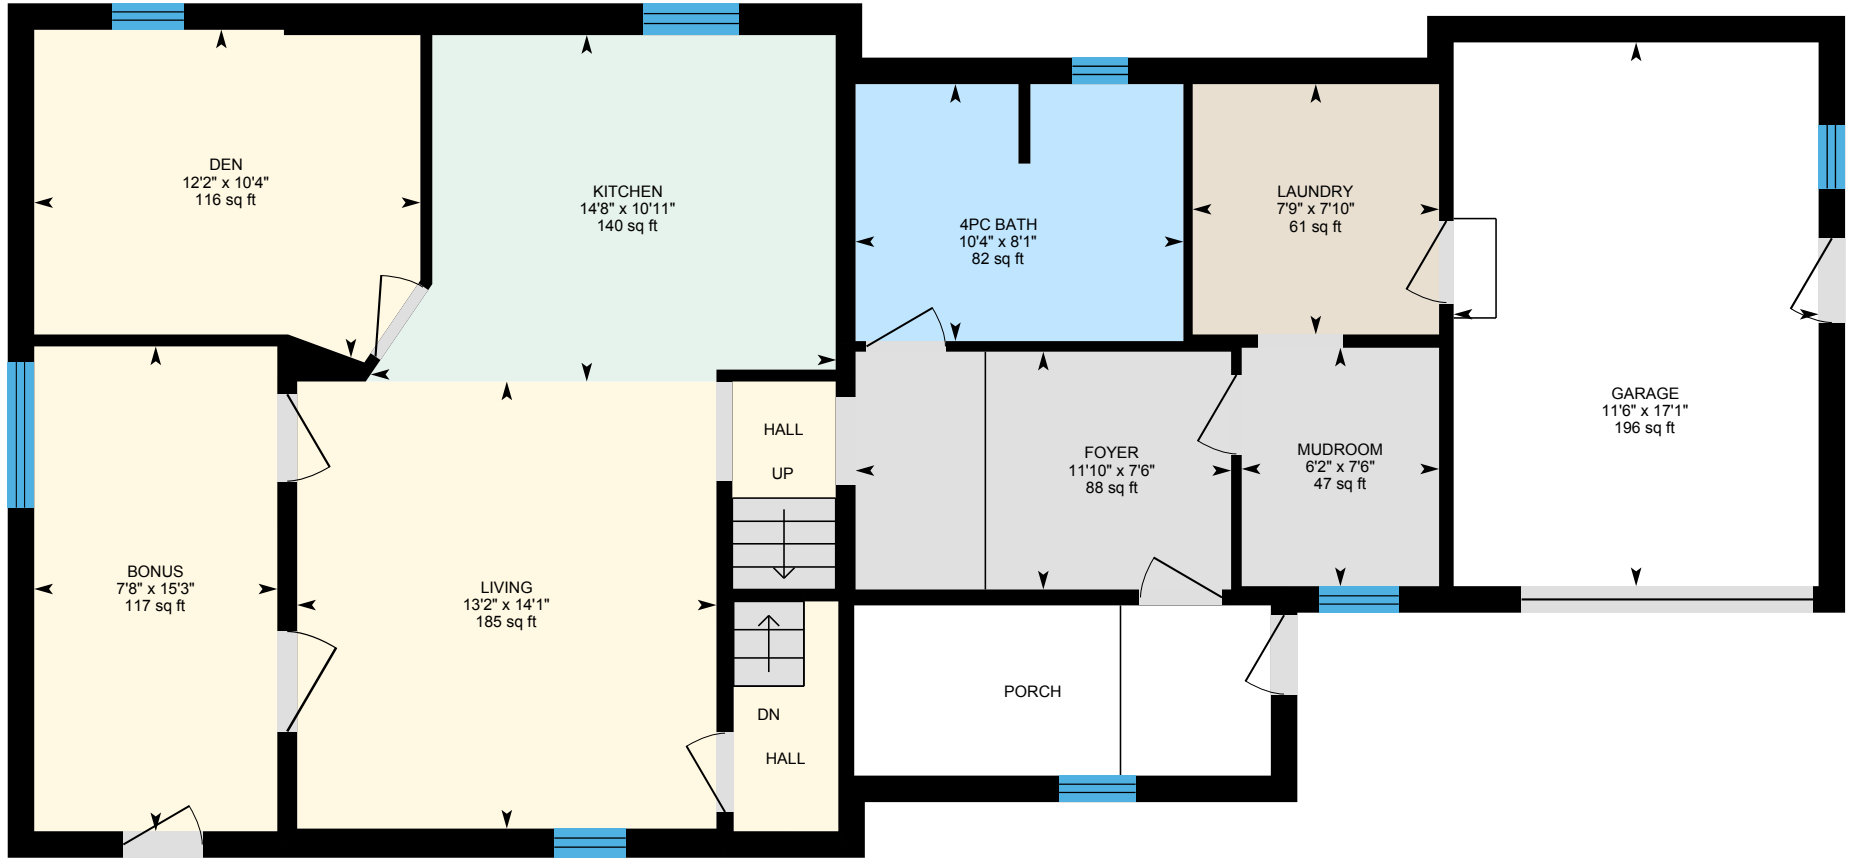 DEN
12'2" x 10'4"
116 sq ft
KITCHEN
14'8" x 10'11"
140 sq ft
4PC BATH
10'4" x 8'1"
82 sq ft
LAUNDRY
7'9" x 7'10"
61 sq ft
GARAGE
11'6" x 17'1"
196 sq ft
HALL
UP
FOYER
11'10" x 7'6"
88 sq ft
MUDROOM
6'2" x 7'6"
47 sq ft
BONUS
7'8" x 15'3"
117 sq ft
LIVING
13'2" x 14'1"
185 sq ft
PORCH
DN
HALL